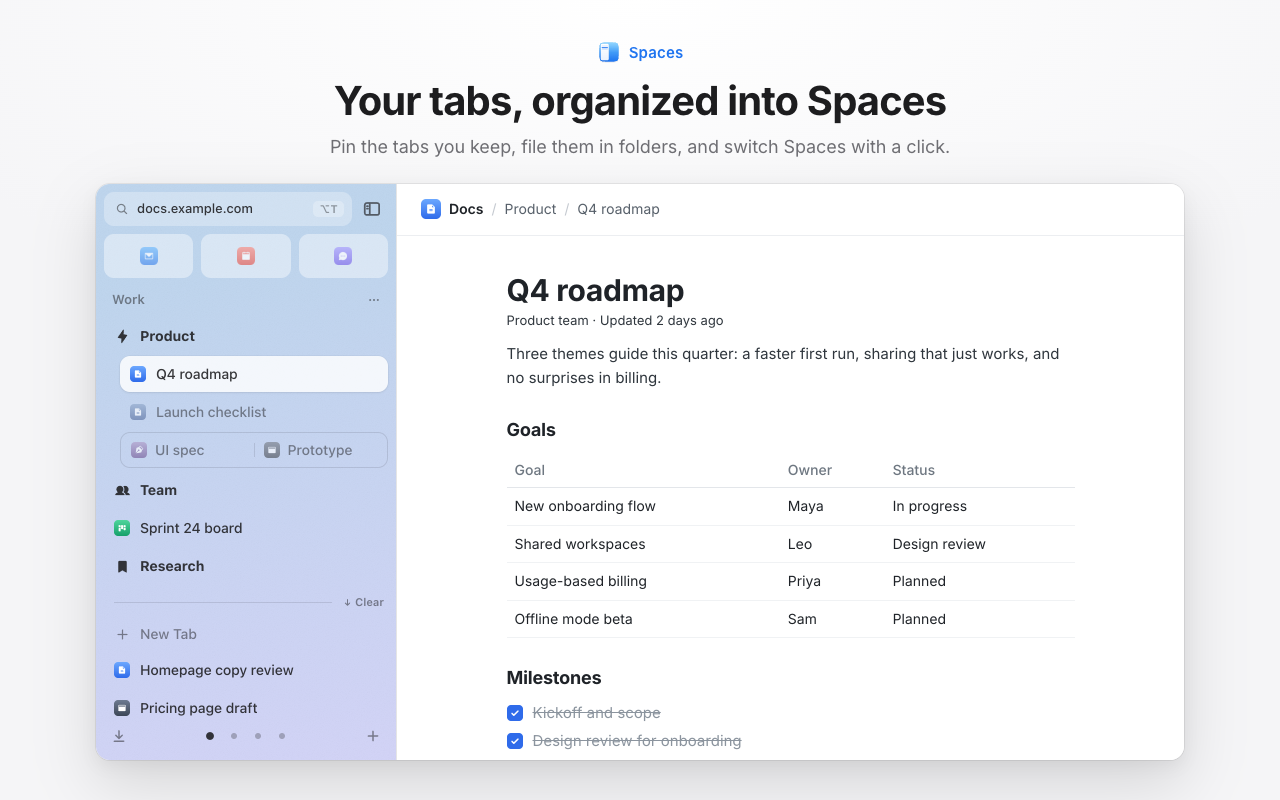 Spaces
Your tabs, organized into Spaces
Pin the tabs you keep, file them in folders, and switch Spaces with a click.
docs.example.com ⌥T
Work ···
Product
Q4 roadmap
Launch checklist
UI spec Prototype
Team
Sprint 24 board
Research
↓ Clear
+ New Tab
Homepage copy review
Pricing page draft
Docs / Product / Q4 roadmap
Q4 roadmap
Product team · Updated 2 days ago
Three themes guide this quarter: a faster first run, sharing that just works, and
no surprises in billing.
Goals
Goal Owner Status
New onboarding flow Maya In progress
Shared workspaces Leo Design review
Usage-based billing Priya Planned
Offline mode beta Sam Planned
Milestones
Kickoff and scope
Design review for onboarding